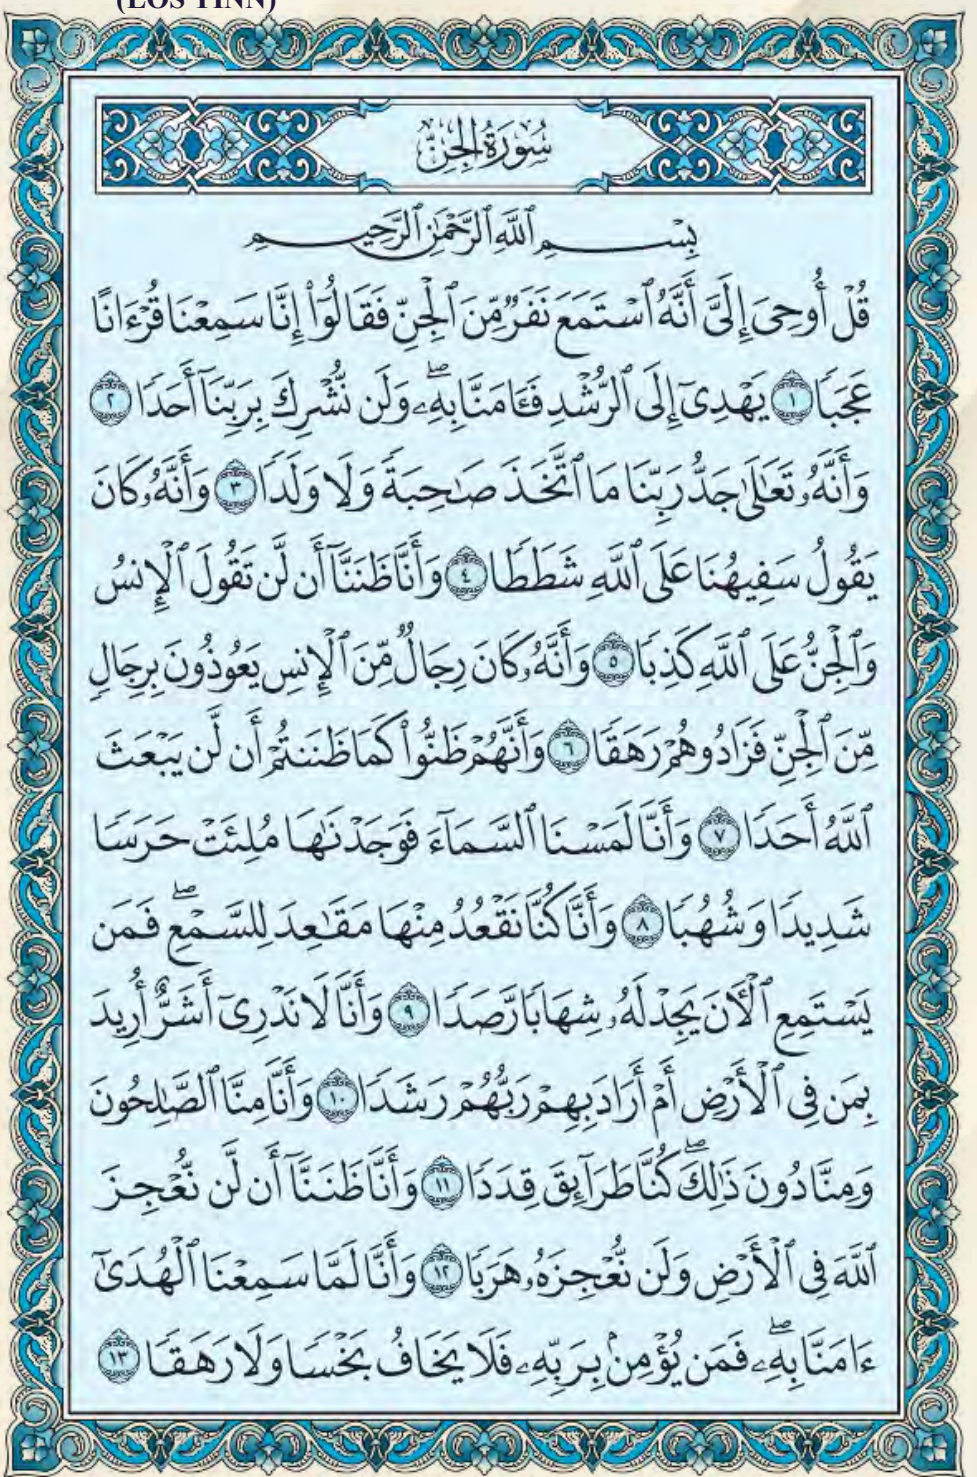 (LOS YINN)
سُورَةُ الجِنِّ
بِسْمِ ٱللَّهِ ٱلرَّحْمَٰنِ ٱلرَّحِيمِ
قُلْ أُوحِىَ إِلَىَّ أَنَّهُ ٱسْتَمَعَ نَفَرٌ مِّنَ ٱلْجِنِّ فَقَالُوٓا۟ إِنَّا سَمِعْنَا قُرْءَانًا
عَجَبًا ١ يَهْدِىٓ إِلَى ٱلرُّشْدِ فَـَٔامَنَّا بِهِۦۖ وَلَن نُّشْرِكَ بِرَبِّنَآ أَحَدًا ٢
وَأَنَّهُۥ تَعَٰلَىٰ جَدُّ رَبِّنَا مَا ٱتَّخَذَ صَٰحِبَةً وَلَا وَلَدًا ٣ وَأَنَّهُۥ كَانَ
يَقُولُ سَفِيهُنَا عَلَى ٱللَّهِ شَطَطًا ٤ وَأَنَّا ظَنَنَّآ أَن لَّن تَقُولَ ٱلْإِنسُ
وَٱلْجِنُّ عَلَى ٱللَّهِ كَذِبًا ٥ وَأَنَّهُۥ كَانَ رِجَالٌ مِّنَ ٱلْإِنسِ يَعُوذُونَ بِرِجَالٍ
مِّنَ ٱلْجِنِّ فَزَادُوهُمْ رَهَقًا ٦ وَأَنَّهُمْ ظَنُّوا۟ كَمَا ظَنَنتُمْ أَن لَّن يَبْعَثَ
ٱللَّهُ أَحَدًا ٧ وَأَنَّا لَمَسْنَا ٱلسَّمَآءَ فَوَجَدْنَٰهَا مُلِئَتْ حَرَسًا
شَدِيدًا وَشُهُبًا ٨ وَأَنَّا كُنَّا نَقْعُدُ مِنْهَا مَقَٰعِدَ لِلسَّمْعِۖ فَمَن
يَسْتَمِعِ ٱلْـَٔانَ يَجِدْ لَهُۥ شِهَابًا رَّصَدًا ٩ وَأَنَّا لَا نَدْرِىٓ أَشَرٌّ أُرِيدَ
بِمَن فِى ٱلْأَرْضِ أَمْ أَرَادَ بِهِمْ رَبُّهُمْ رَشَدًا ١٠ وَأَنَّا مِنَّا ٱلصَّٰلِحُونَ
وَمِنَّا دُونَ ذَٰلِكَۖ كُنَّا طَرَآئِقَ قِدَدًا ١١ وَأَنَّا ظَنَنَّآ أَن لَّن نُّعْجِزَ
ٱللَّهَ فِى ٱلْأَرْضِ وَلَن نُّعْجِزَهُۥ هَرَبًا ١٢ وَأَنَّا لَمَّا سَمِعْنَا ٱلْهُدَىٰٓ
ءَامَنَّا بِهِۦۖ فَمَن يُؤْمِنۢ بِرَبِّهِۦ فَلَا يَخَافُ بَخْسًا وَلَا رَهَقًا ١٣